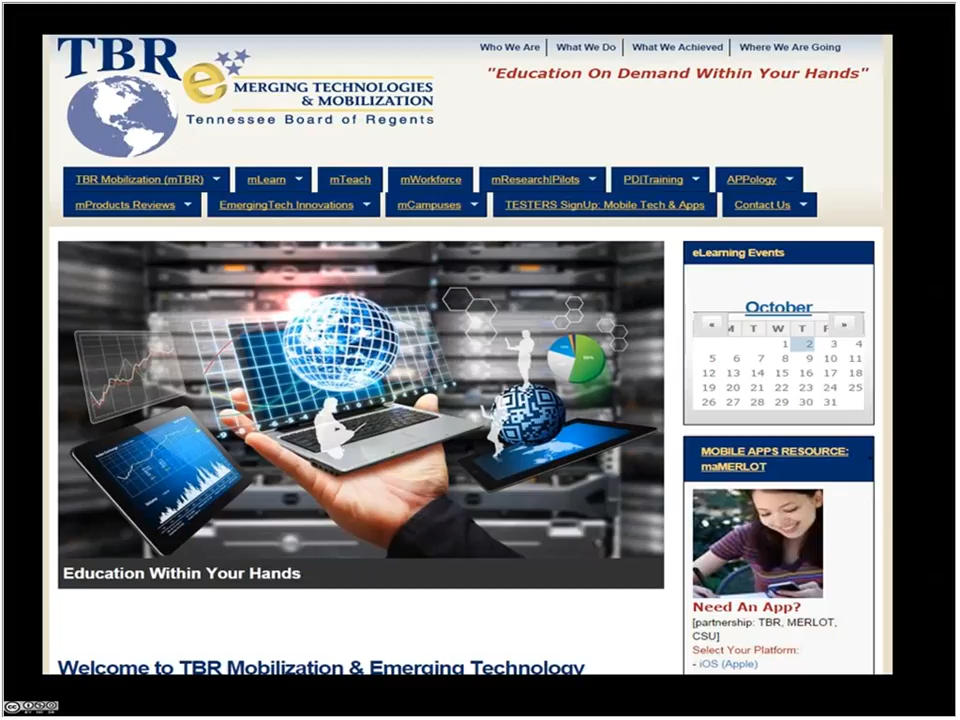 Who We Are | What We Do | What We Achieved | Where We Are Going
TBR
eMERGING TECHNOLOGIES
& MOBILIZATION
Tennessee Board of Regents
"Education On Demand Within Your Hands"
TBR Mobilization (mTBR) mLearn mTeach mWorkforce mResearch|Pilots PD|Training APPology
mProducts Reviews EmergingTech Innovations mCampuses TESTERS SignUp: Mobile Tech & Apps Contact Us
Education Within Your Hands
Welcome to TBR Mobilization & Emerging Technology
eLearning Events
October
« M T W T F »
1 2 3 4
5 6 7 8 9 10 11
12 13 14 15 16 17 18
19 20 21 22 23 24 25
26 27 28 29 30 31
MOBILE APPS RESOURCE:
maMERLOT
Need An App?
[partnership: TBR, MERLOT,
CSU]
Select Your Platform:
- iOS (Apple)